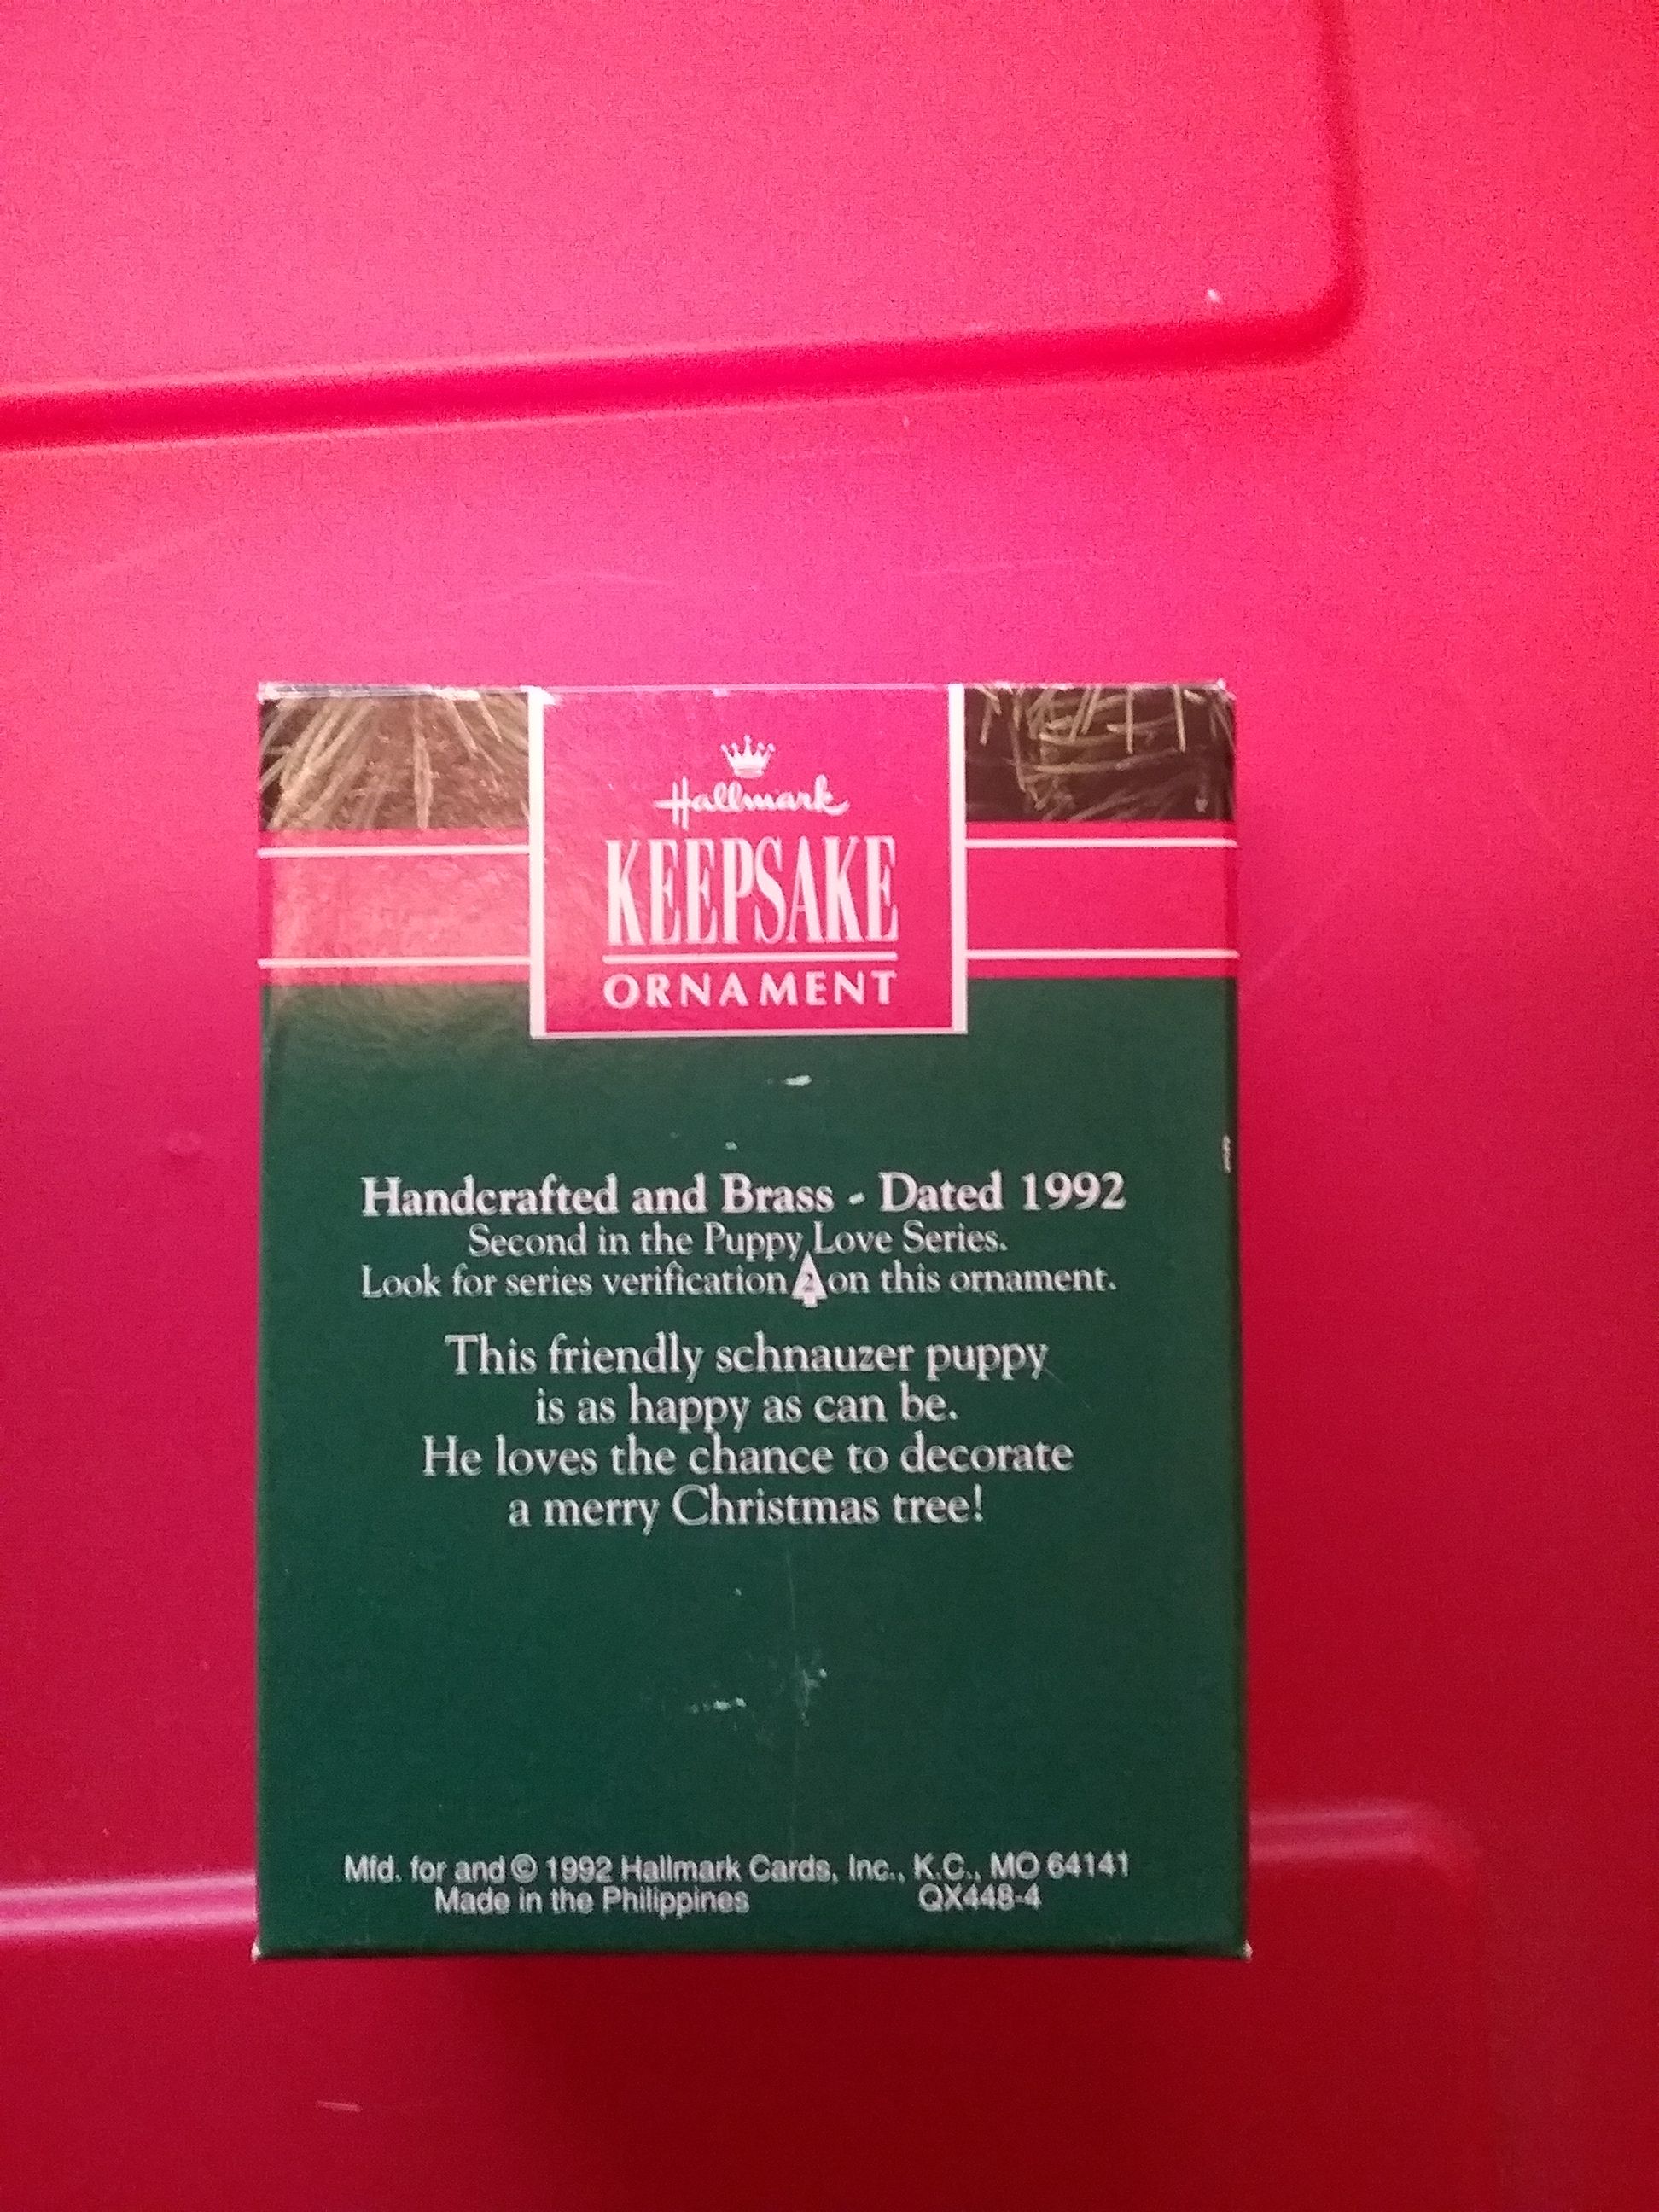 Hallmark
KEEPSAKE
ORNAMENT
Handcrafted and Brass - Dated 1992
Second in the Puppy Love Series.
Look for series verification 2 on this ornament.
This friendly schnauzer puppy
is as happy as can be.
He loves the chance to decorate
a merry Christmas tree!
Mfd. for and © 1992 Hallmark Cards, Inc., K.C., MO 64141
Made in the Philippines QX448-4